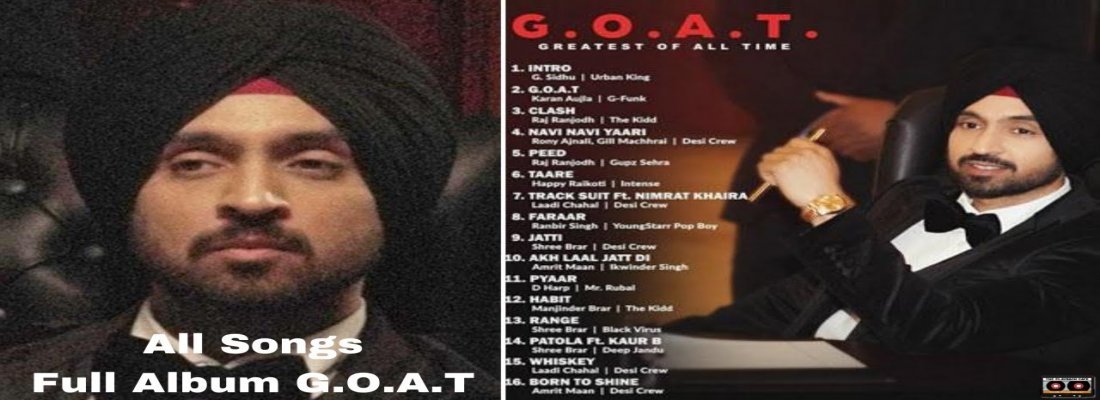 All Songs
Full Album G.O.A.T
G.O.A.T.
GREATEST OF ALL TIME
1. INTRO
G. Sidhu | Urban King
2. G.O.A.T
Karan Aujla | G-Funk
3. CLASH
Raj Ranjodh | The Kidd
4. NAVI NAVI YAARI
Rony Ajnali, Gill Machhrai | Desi Crew
5. PEED
Raj Ranjodh | Gupz Sehra
6. TAARE
Happy Raikoti | Intense
7. TRACK SUIT Ft. NIMRAT KHAIRA
Laadi Chahal | Desi Crew
8. FARAAR
Ranbir Singh | YoungStarr Pop Boy
9. JATTI
Shree Brar | Desi Crew
10. AKH LAAL JATT DI
Amrit Maan | Ikwinder Singh
11. PYAAR
D Harp | Mr. Rubal
12. HABIT
Manjinder Brar | The Kidd
13. RANGE
Shree Brar | Black Virus
14. PATOLA Ft. KAUR B
Shree Brar | Deep Jandu
15. WHISKEY
Laadi Chahal | Desi Crew
16. BORN TO SHINE
Amrit Maan | Desi Crew